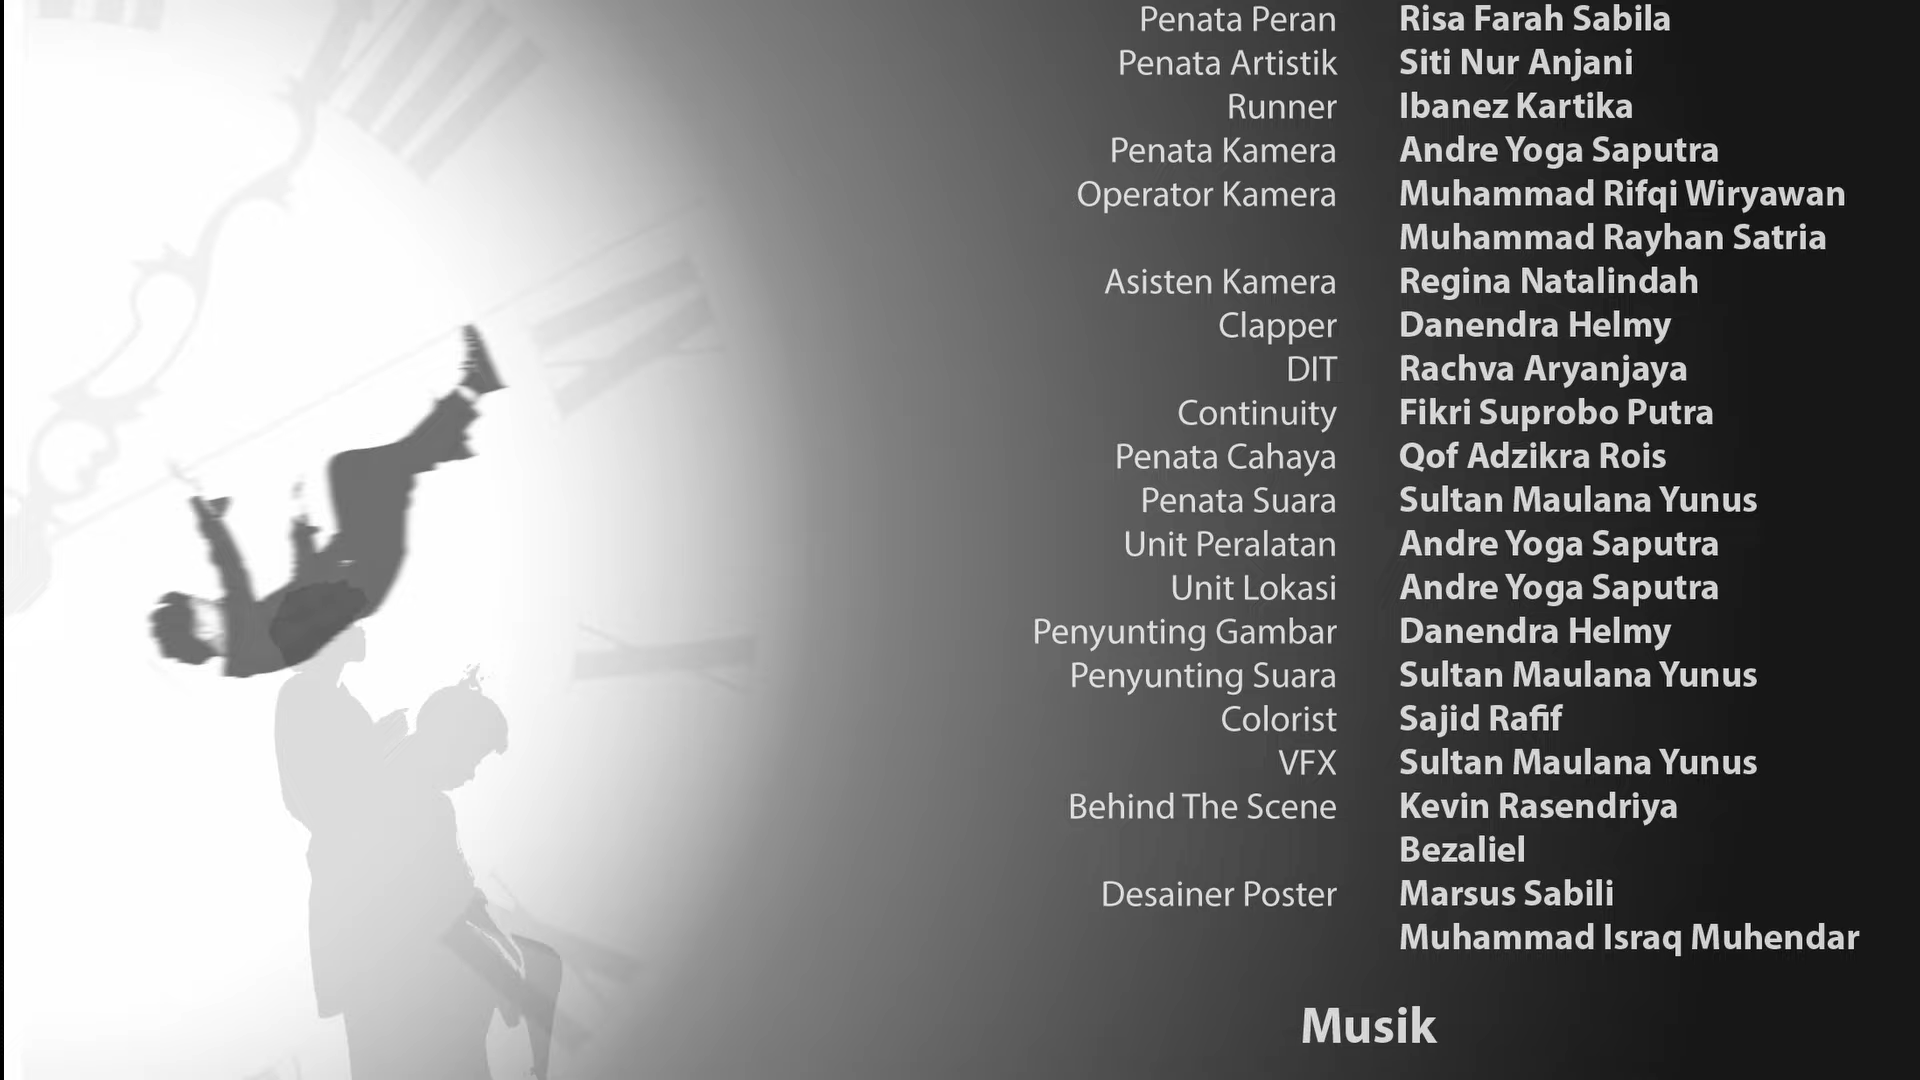 Penata Peran Risa Farah Sabila
Penata Artistik Siti Nur Anjani
Runner Ibanez Kartika
Penata Kamera Andre Yoga Saputra
Operator Kamera Muhammad Rifqi Wiryawan
Muhammad Rayhan Satria
Asisten Kamera Regina Natalindah
Clapper Danendra Helmy
DIT Rachva Aryanjaya
Continuity Fikri Suprobo Putra
Penata Cahaya Qof Adzikra Rois
Penata Suara Sultan Maulana Yunus
Unit Peralatan Andre Yoga Saputra
Unit Lokasi Andre Yoga Saputra
Penyunting Gambar Danendra Helmy
Penyunting Suara Sultan Maulana Yunus
Colorist Sajid Rafif
VFX Sultan Maulana Yunus
Behind The Scene Kevin Rasendriya
Bezaliel
Desainer Poster Marsus Sabili
Muhammad Israq Muhendar
Musik